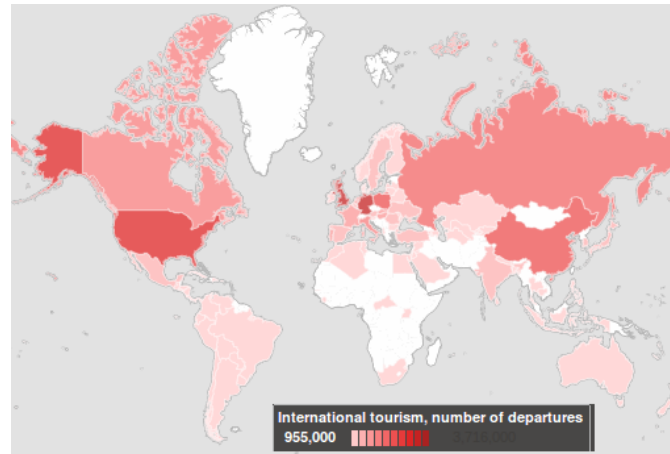 International tourism, number of departures
955,000